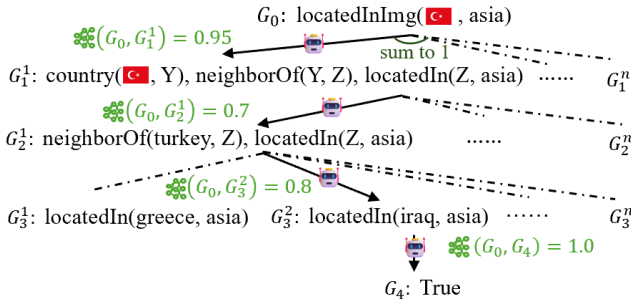 G₀: locatedInImg(🇹🇷, asia)
(G₀, G₁¹) = 0.95
sum to 1
G₁¹: country(🇹🇷, Y), neighborOf(Y, Z), locatedIn(Z, asia) ...... G₁ⁿ
(G₀, G₂¹) = 0.7
G₂¹: neighborOf(turkey, Z), locatedIn(Z, asia) ...... G₂ⁿ
(G₀, G₃²) = 0.8
G₃¹: locatedIn(greece, asia) G₃²: locatedIn(iraq, asia) ...... G₃ⁿ
(G₀, G₄) = 1.0
G₄: True